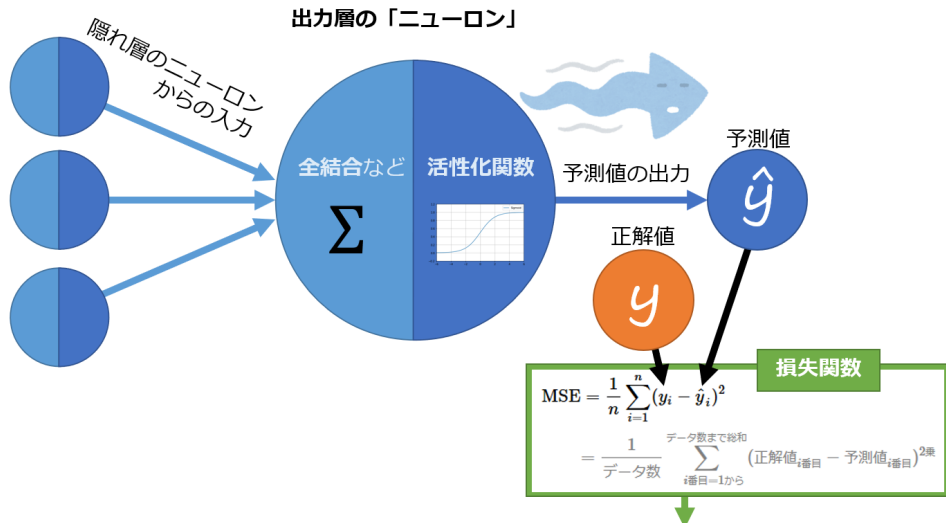 出力層の「ニューロン」
隠れ層のニューロン
からの入力
全結合など
活性化関数
Σ
予測値の出力
予測値
ŷ
正解値
y
損失関数
MSE = \frac{1}{n} \sum_{i=1}^{n} (y_i - ŷ_i)^2
= \frac{1}{データ数} \sum_{i番目=1から}^{データ数まで総和} (正解値_{i番目} - 予測値_{i番目})^{2乗}